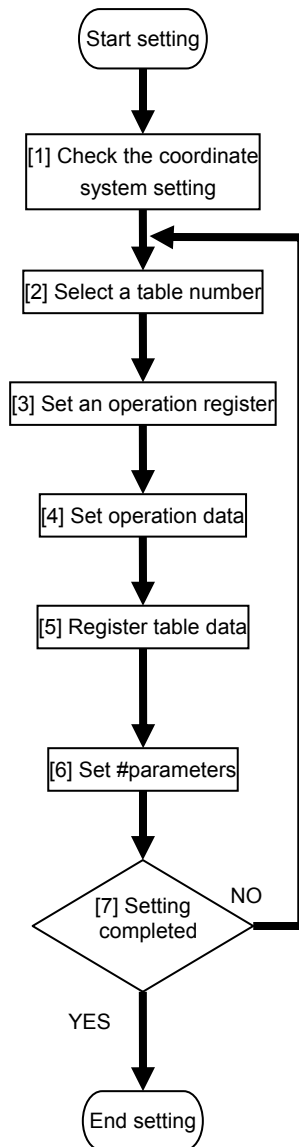 Start setting
[1] Check the coordinate
system setting
[2] Select a table number
[3] Set an operation register
[4] Set operation data
[5] Register table data
[6] Set #parameters
[7] Setting
completed
NO
YES
End setting